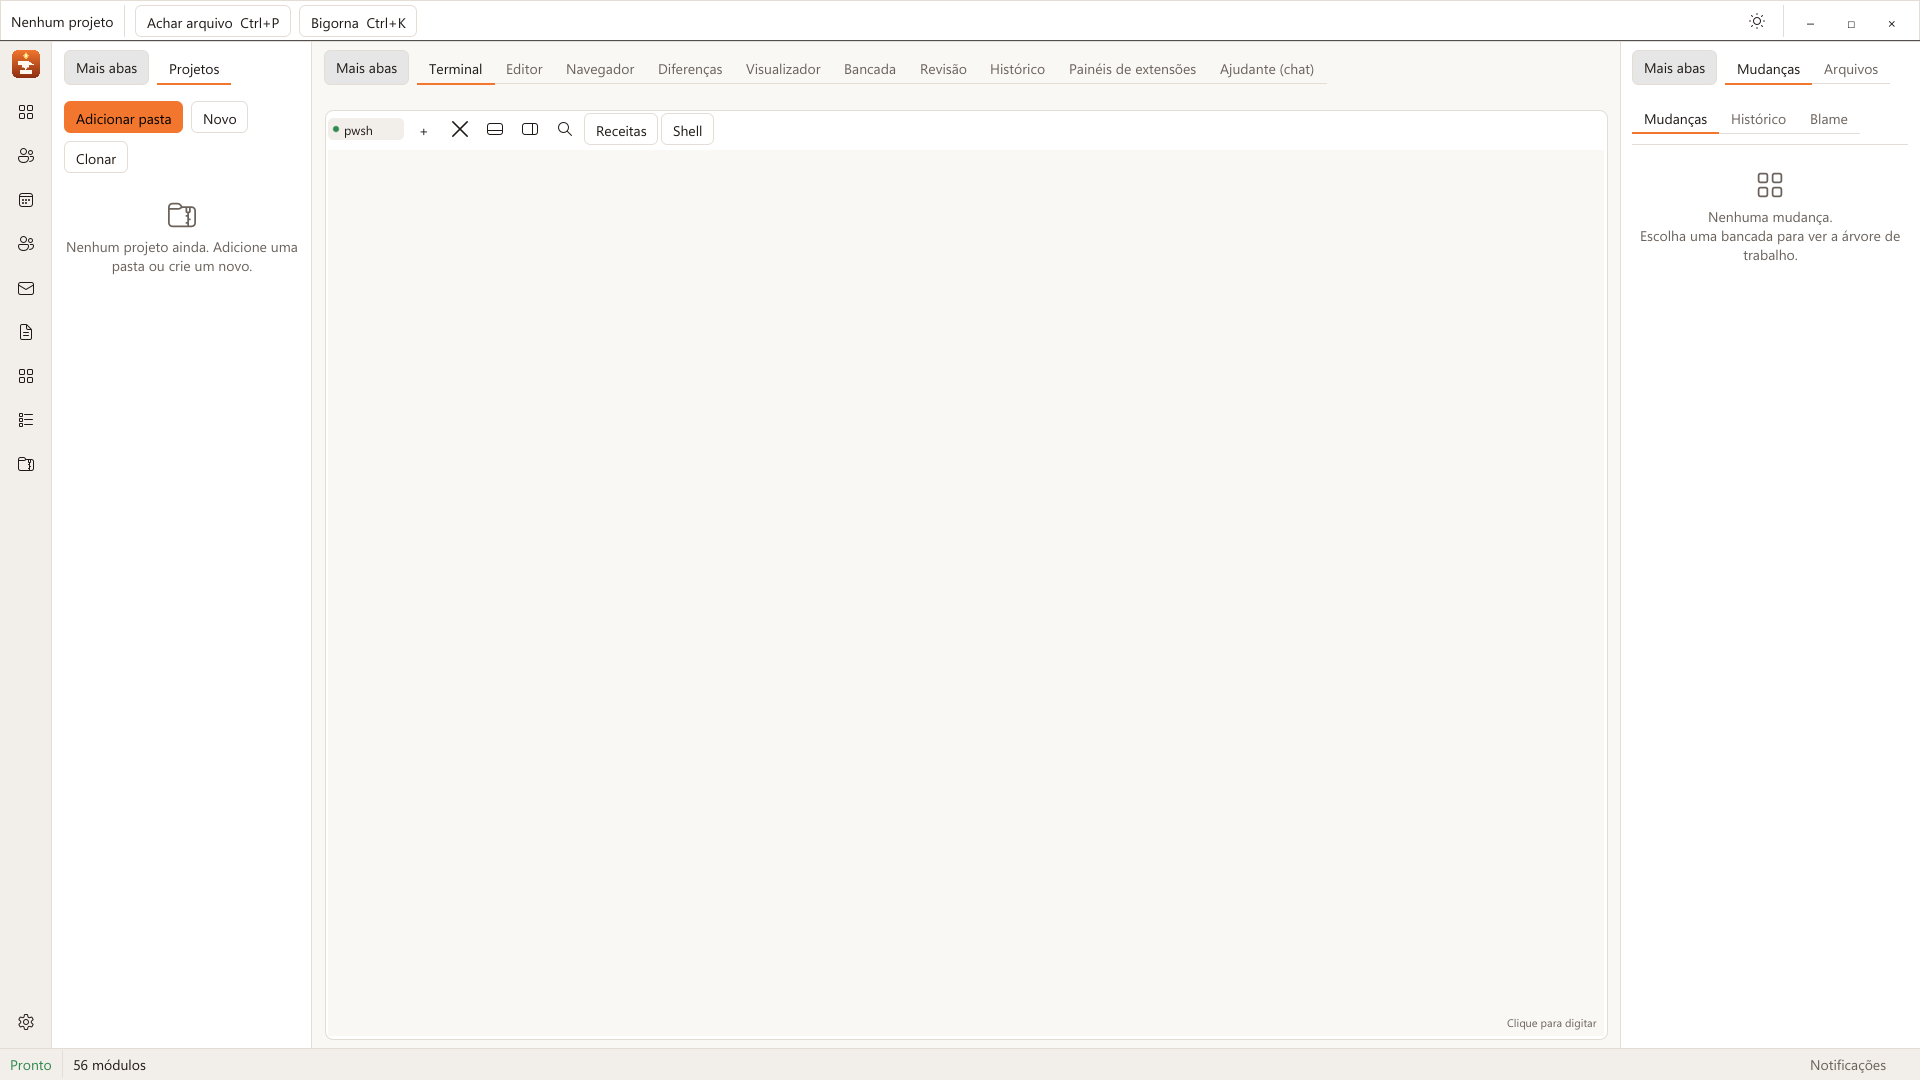 Nenhum projeto
Achar arquivo Ctrl+P
Bigorna Ctrl+K
Mais abas
Projetos
Adicionar pasta
Novo
Clonar
Nenhum projeto ainda. Adicione uma
pasta ou crie um novo.
Mais abas
Terminal
Editor
Navegador
Diferenças
Visualizador
Bancada
Revisão
Histórico
Painéis de extensões
Ajudante (chat)
pwsh
+
Receitas
Shell
Clique para digitar
Mais abas
Mudanças
Arquivos
Mudanças
Histórico
Blame
Nenhuma mudança.
Escolha uma bancada para ver a árvore de
trabalho.
Pronto
56 módulos
Notificações